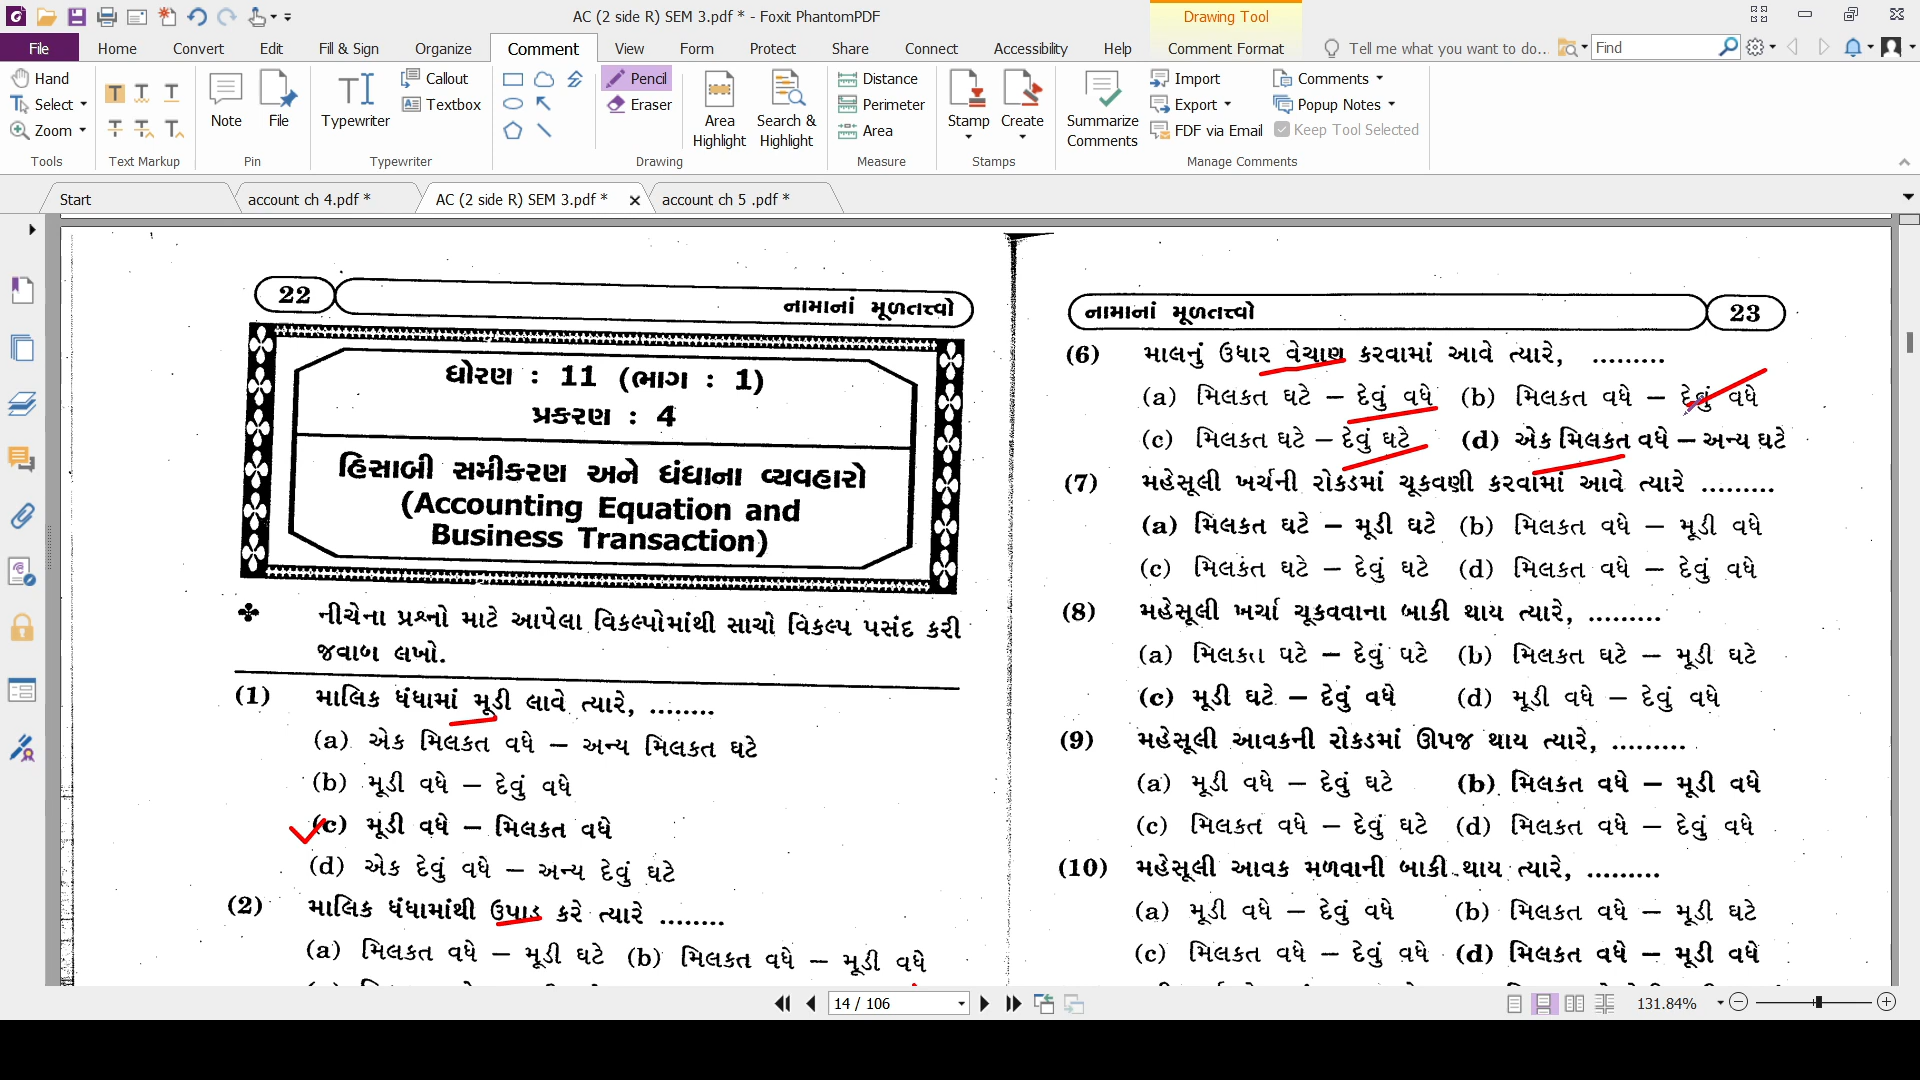 AC (2 side R) SEM 3.pdf * - Foxit PhantomPDF
Drawing Tool
File Home Convert Edit Fill & Sign Organize Comment View Form Protect Share Connect Accessibility Help Comment Format Tell me what you want to do... Find
Hand
Select
Zoom
Tools
Text Markup
Note
File
Pin
Typewriter
Callout
Textbox
Typewriter
Pencil
Eraser
Area Highlight
Search & Highlight
Drawing
Distance
Perimeter
Area
Measure
Stamp
Create
Stamps
Summarize Comments
Import
Export
FDF via Email
Comments
Popup Notes
Keep Tool Selected
Manage Comments
Start account ch 4.pdf * AC (2 side R) SEM 3.pdf * account ch 5 .pdf *
22 નામાનાં મૂળતત્ત્વો
ધોરણ : 11 (ભાગ : 1)
પ્રકરણ : 4
હિસાબી સમીકરણ અને ધંધાના વ્યવહારો
(Accounting Equation and
Business Transaction)
નીચેના પ્રશ્નો માટે આપેલા વિકલ્પોમાંથી સાચો વિકલ્પ પસંદ કરી
જવાબ લખો.
(1) માલિક ધંધામાં મૂડી લાવે ત્યારે, ........
(a) એક મિલકત વધે – અન્ય મિલકત ઘટે
(b) મૂડી વધે – દેવું વધે
(c) મૂડી વધે – મિલકત વધે
(d) એક દેવું વધે – અન્ય દેવું ઘટે
(2) માલિક ધંધામાંથી ઉપાડ કરે ત્યારે ........
(a) મિલકત વધે – મૂડી ઘટે (b) મિલકત વધે – મૂડી વધે
નામાનાં મૂળતત્ત્વો 23
(6) માલનું ઉધાર વેચાણ કરવામાં આવે ત્યારે, .........
(a) મિલકત ઘટે – દેવું વધે (b) મિલકત વધે – દેવું વધે
(c) મિલકત ઘટે – દેવું ઘટે (d) એક મિલકત વધે – અન્ય ઘટે
(7) મહેસૂલી ખર્ચની રોકડમાં ચૂકવણી કરવામાં આવે ત્યારે .........
(a) મિલકત ઘટે – મૂડી ઘટે (b) મિલકત વધે – મૂડી વધે
(c) મિલકત ઘટે – દેવું ઘટે (d) મિલકત વધે – દેવું વધે
(8) મહેસૂલી ખર્ચા ચૂકવવાના બાકી થાય ત્યારે, .........
(a) મિલકત ઘટે – દેવું ઘટે (b) મિલકત ઘટે – મૂડી ઘટે
(c) મૂડી ઘટે – દેવું વધે (d) મૂડી વધે – દેવું વધે
(9) મહેસૂલી આવકની રોકડમાં ઊપજ થાય ત્યારે, .........
(a) મૂડી વધે – દેવું ઘટે (b) મિલકત વધે – મૂડી વધે
(c) મિલકત વધે – દેવું ઘટે (d) મિલકત વધે – દેવું વધે
(10) મહેસૂલી આવક મળવાની બાકી થાય ત્યારે, .........
(a) મૂડી વધે – દેવું વધે (b) મિલકત વધે – મૂડી ઘટે
(c) મિલકત વધે – દેવું વધે (d) મિલકત વધે – મૂડી વધે
14 / 106 131.84%